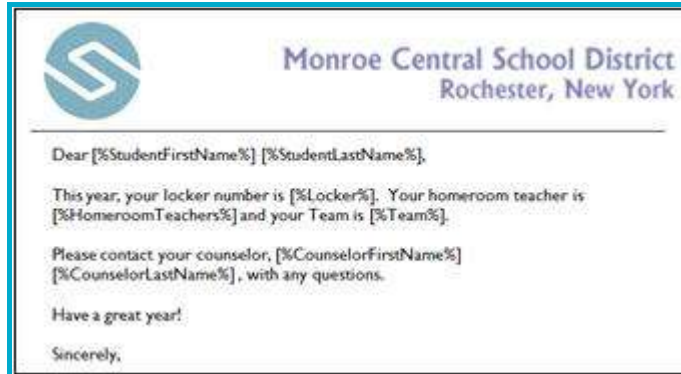 Monroe Central School District
Rochester, New York
Dear [%StudentFirstName%] [%StudentLastName%],
This year, your locker number is [%Locker%]. Your homeroom teacher is
[%HomeroomTeachers%] and your Team is [%Team%].
Please contact your counselor, [%CounselorFirstName%]
[%CounselorLastName%] , with any questions.
Have a great year!
Sincerely,